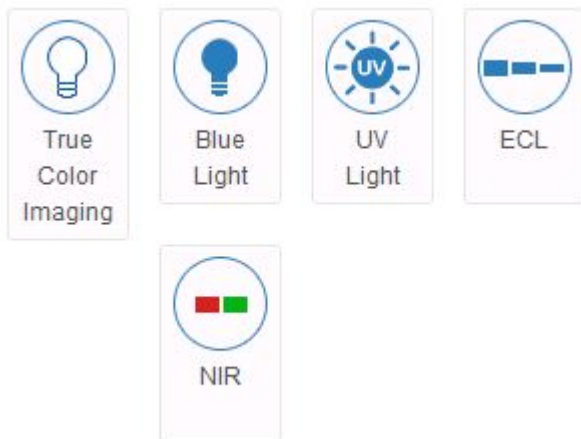 True
Color
Imaging
Blue
Light
UV
UV
Light
ECL
NIR